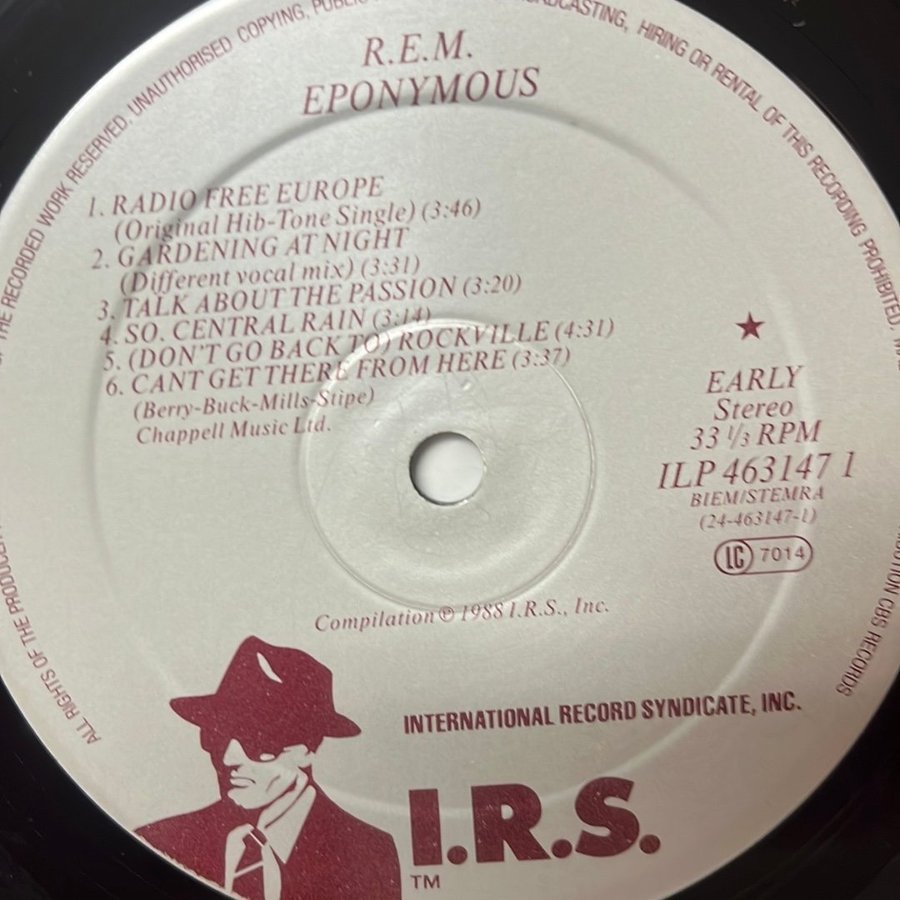 R.E.M.
EPONYMOUS
1. RADIO FREE EUROPE
(Original Hib-Tone Single) (3:46)
2. GARDENING AT NIGHT
(Different vocal mix) (3:31)
3. TALK ABOUT THE PASSION (3:20)
4. SO. CENTRAL RAIN (3:14)
5. (DON'T GO BACK TO) ROCKVILLE (4:31)
6. CANT GET THERE FROM HERE (3:37)
(Berry-Buck-Mills-Stipe)
Chappell Music Ltd.
★
EARLY
Stereo
33 1/3 RPM
ILP 463147 1
BIEM/STEMRA
(24-463147-1)
LC 7014
Compilation ℗ 1988 I.R.S., Inc.
INTERNATIONAL RECORD SYNDICATE, INC.
I.R.S.
TM
ALL RIGHTS OF THE PRODUCER
THE RECORDED WORK RESERVED. UNAUTHORISED COPYING, PUBLIC
BROADCASTING, HIRING OR RENTAL OF THIS RECORDING PROHIBITED.
CBS RECORDS